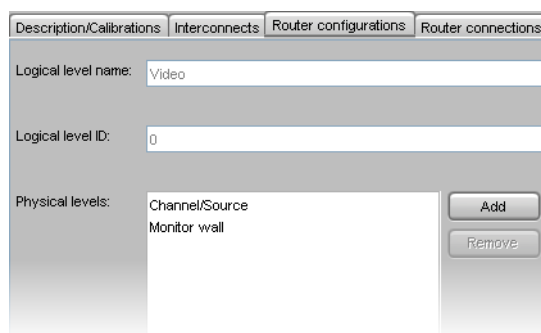 Description/Calibrations Interconnects Router configurations Router connections
Logical level name: Video
Logical level ID: 0
Physical levels: Channel/Source Add
Monitor wall
Remove